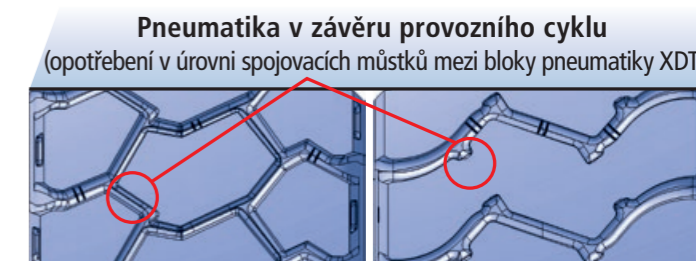 Pneumatika v závěru provozního cyklu
(opotřebení v úrovni spojovacích můstků mezi bloky pneumatiky XDT